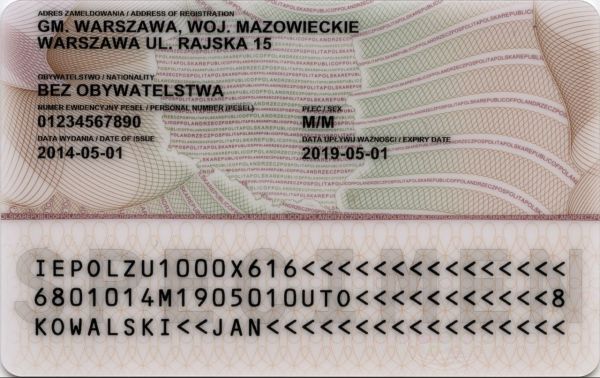 ADRES ZAMELDOWANIA / ADDRESS OF REGISTRATION
GM. WARSZAWA, WOJ. MAZOWIECKIE
WARSZAWA UL. RAJSKA 15
OBYWATELSTWO / NATIONALITY
BEZ OBYWATELSTWA
NUMER EWIDENCYJNY PESEL / PERSONAL NUMBER (PESEL) PŁEĆ / SEX
01234567890 M/M
DATA WYDANIA / DATE OF ISSUE DATA UPŁYWU WAŻNOŚCI / EXPIRY DATE
2014-05-01 2019-05-01
SPECIMEN
IEPOLZU1000X616<<<<<<<<<<<<<<<
6801014M1905010UTO<<<<<<<<<<<8
KOWALSKI<<JAN<<<<<<<<<<<<<<<<<